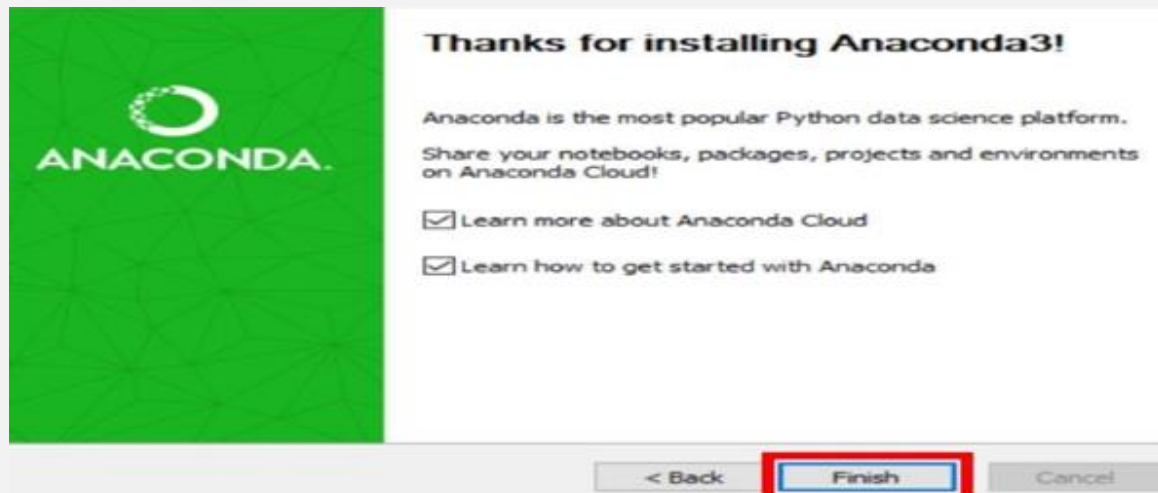 Thanks for installing Anaconda3!
ANACONDA.
Anaconda is the most popular Python data science platform.
Share your notebooks, packages, projects and environments
on Anaconda Cloud!
Learn more about Anaconda Cloud
Learn how to get started with Anaconda
< Back
Finish
Cancel